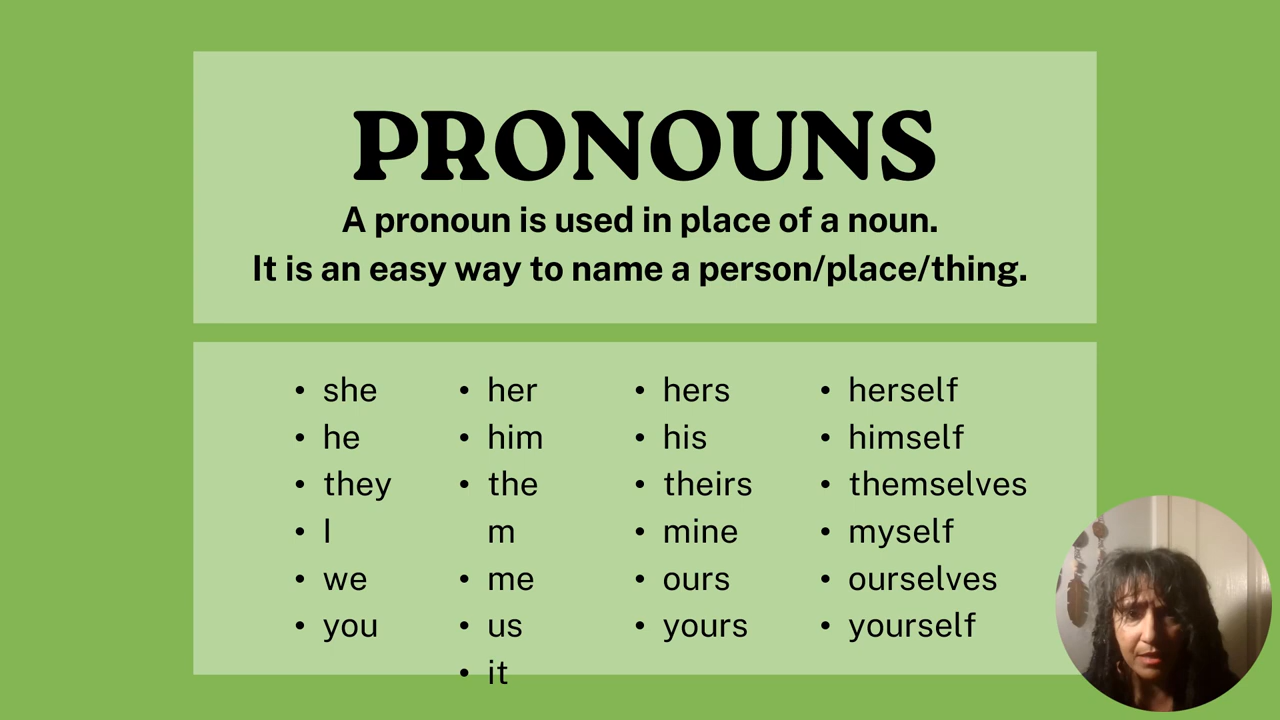 PRONOUNS
A pronoun is used in place of a noun.
It is an easy way to name a person/place/thing.
• she
• he
• they
• I
• we
• you
• her
• him
• the
m
• me
• us
• it
• hers
• his
• theirs
• mine
• ours
• yours
• herself
• himself
• themselves
• myself
• ourselves
• yourself